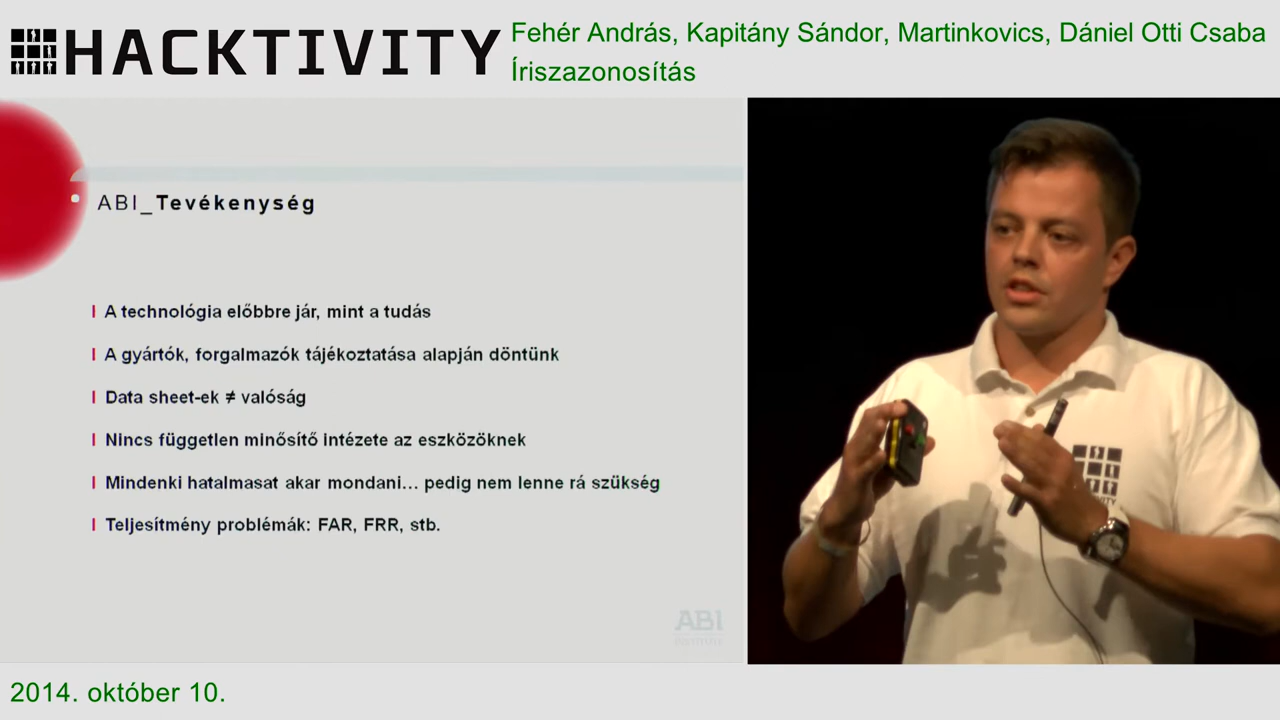 HACKTIVITY
Fehér András, Kapitány Sándor, Martinkovics, Dániel Otti Csaba
Íriszazonosítás
ABI_Tevékenység
A technológia előbbre jár, mint a tudás
A gyártók, forgalmazók tájékoztatása alapján döntünk
Data sheet-ek ≠ valóság
Nincs független minősítő intézete az eszközöknek
Mindenki hatalmasat akar mondani... pedig nem lenne rá szükség
Teljesítmény problémák: FAR, FRR, stb.
ABI
INSTITUTE
2014. október 10.